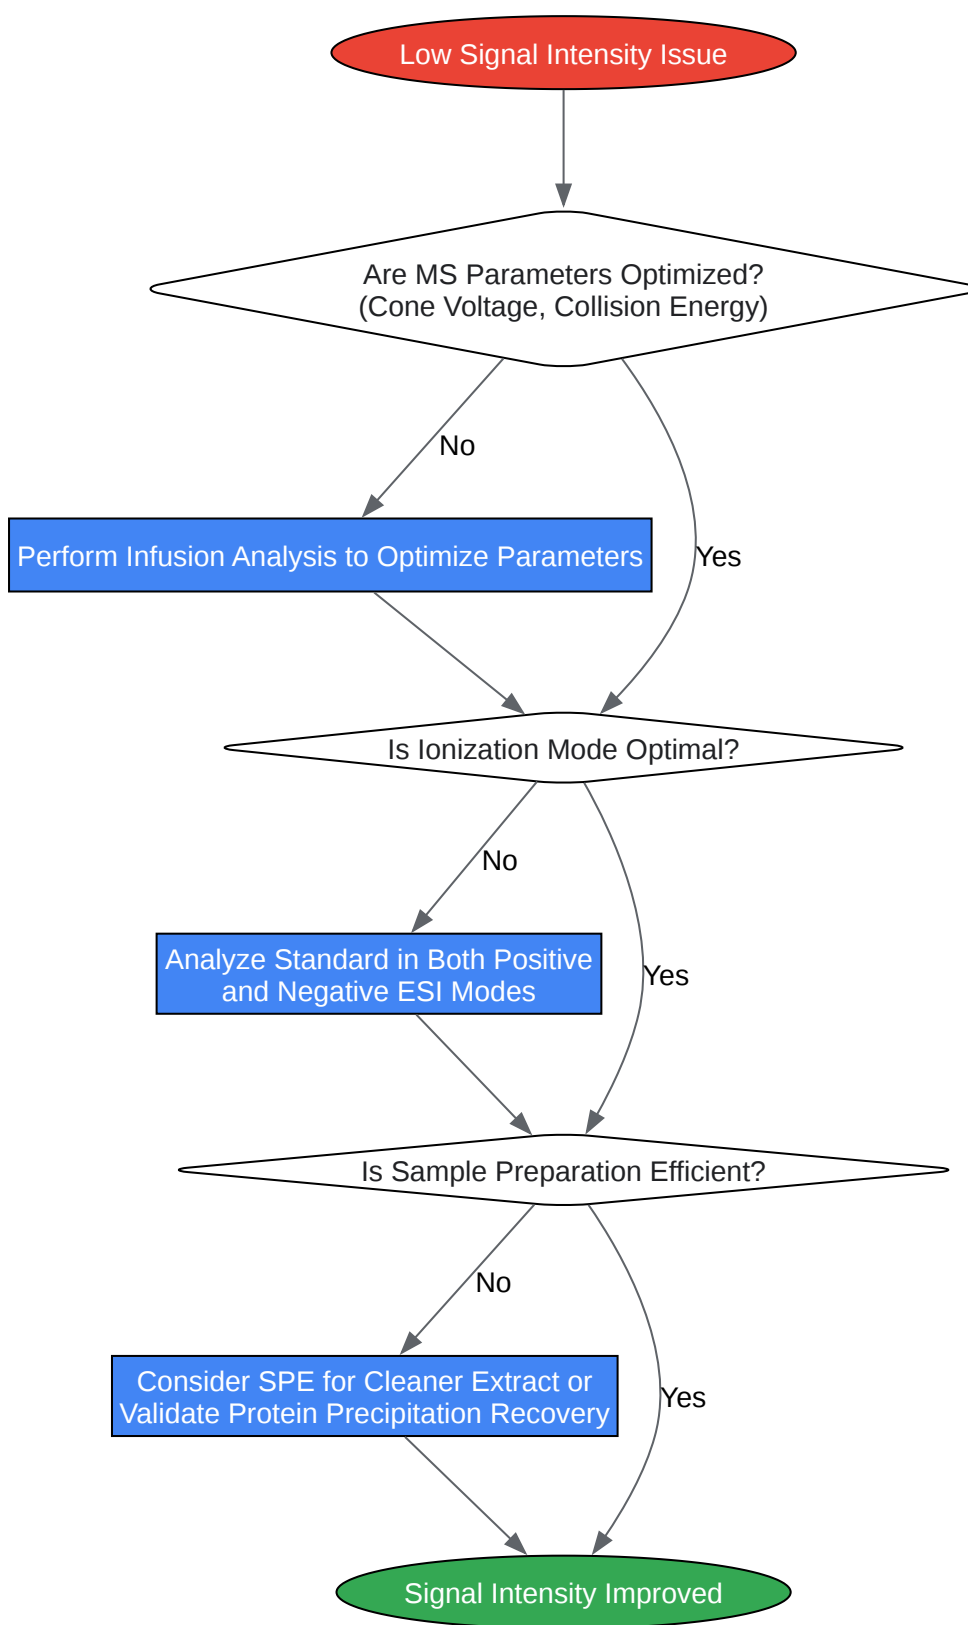 Low Signal Intensity Issue
Are MS Parameters Optimized?
(Cone Voltage, Collision Energy)
No
Perform Infusion Analysis to Optimize Parameters
Yes
Is Ionization Mode Optimal?
No
Analyze Standard in Both Positive
and Negative ESI Modes
Yes
Is Sample Preparation Efficient?
No
Consider SPE for Cleaner Extract or
Validate Protein Precipitation Recovery
Yes
Signal Intensity Improved